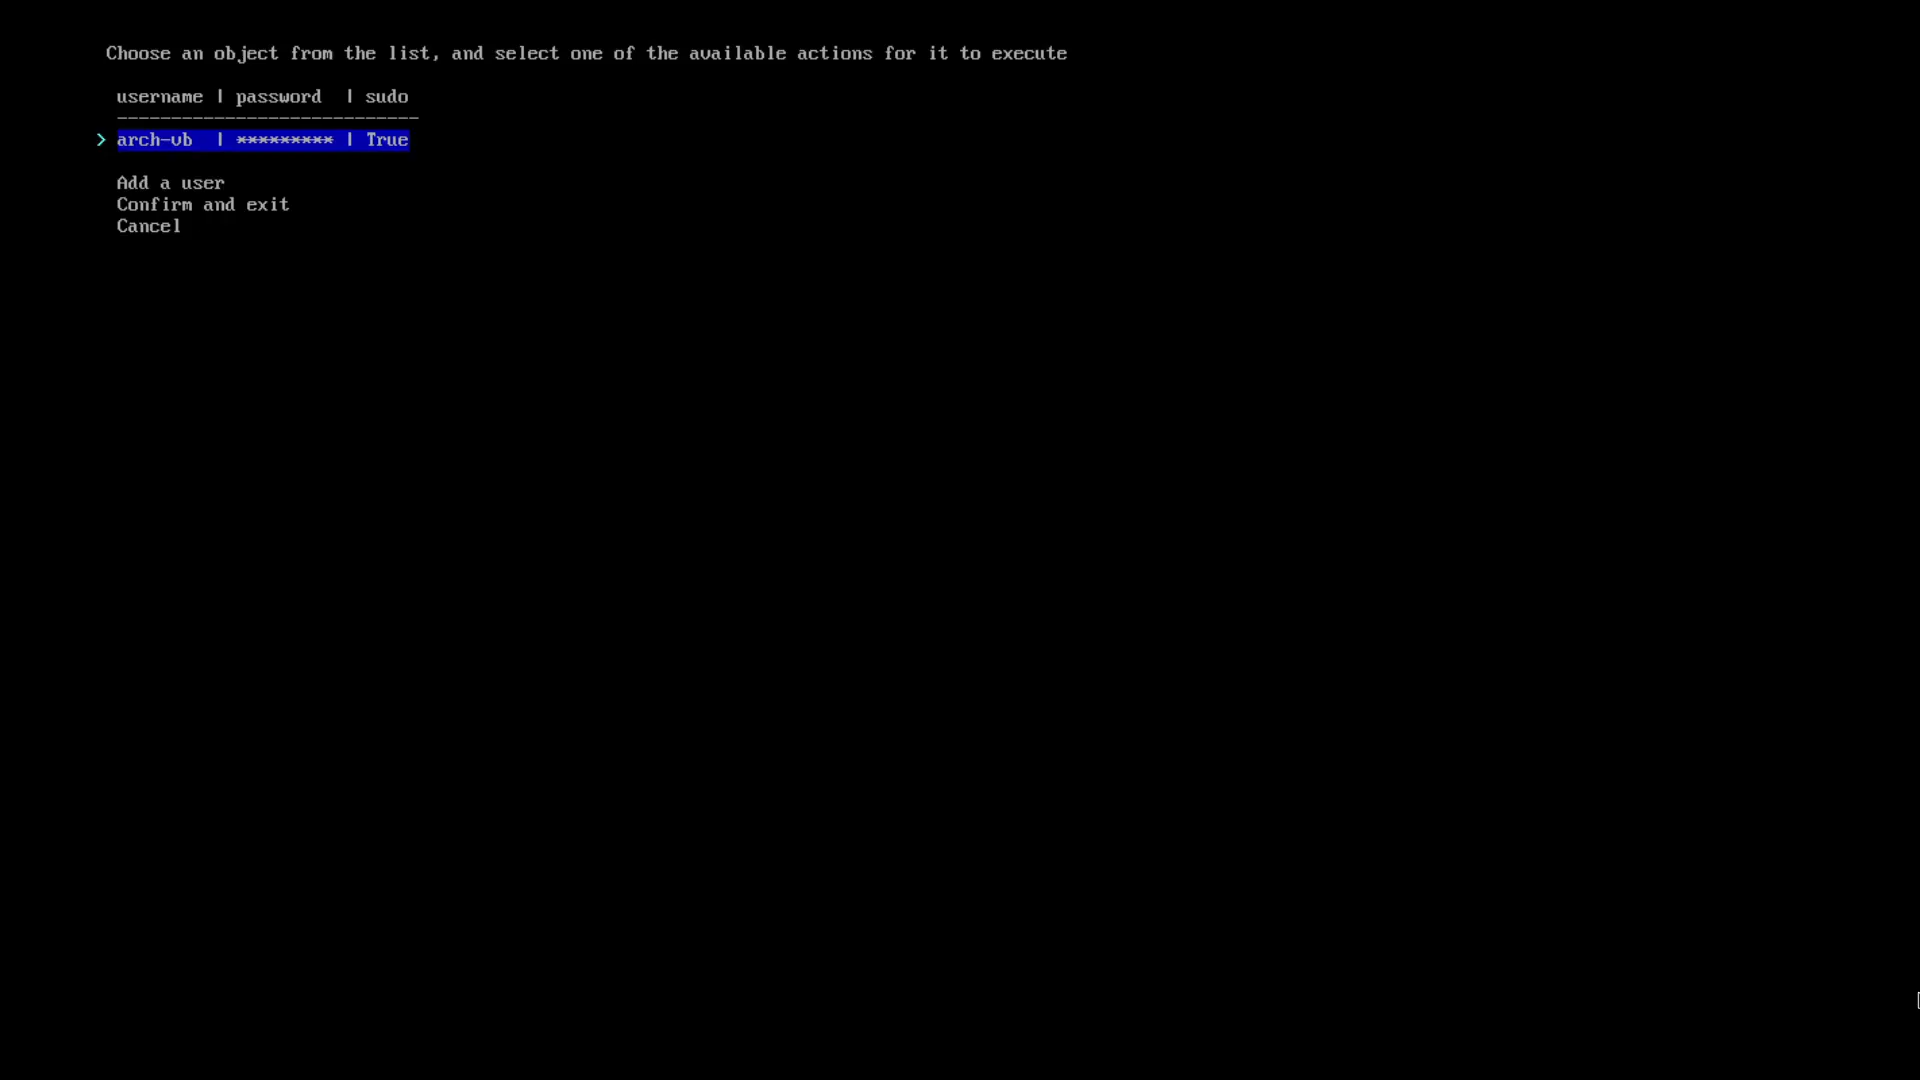 Choose an object from the list, and select one of the available actions for it to execute
username | password  | sudo
----------------------------
> arch-vb  | ********* | True
Add a user
Confirm and exit
Cancel